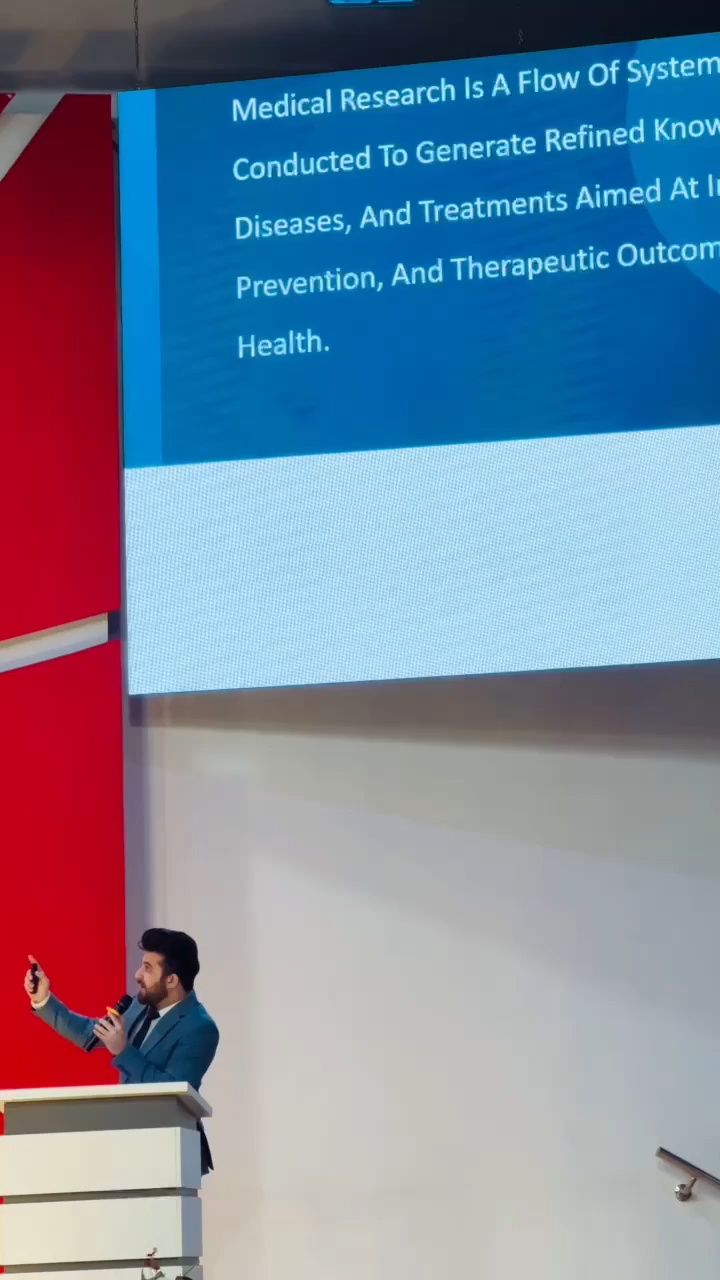 Medical Research Is A Flow Of System
Conducted To Generate Refined Know
Diseases, And Treatments Aimed At I
Prevention, And Therapeutic Outcom
Health.